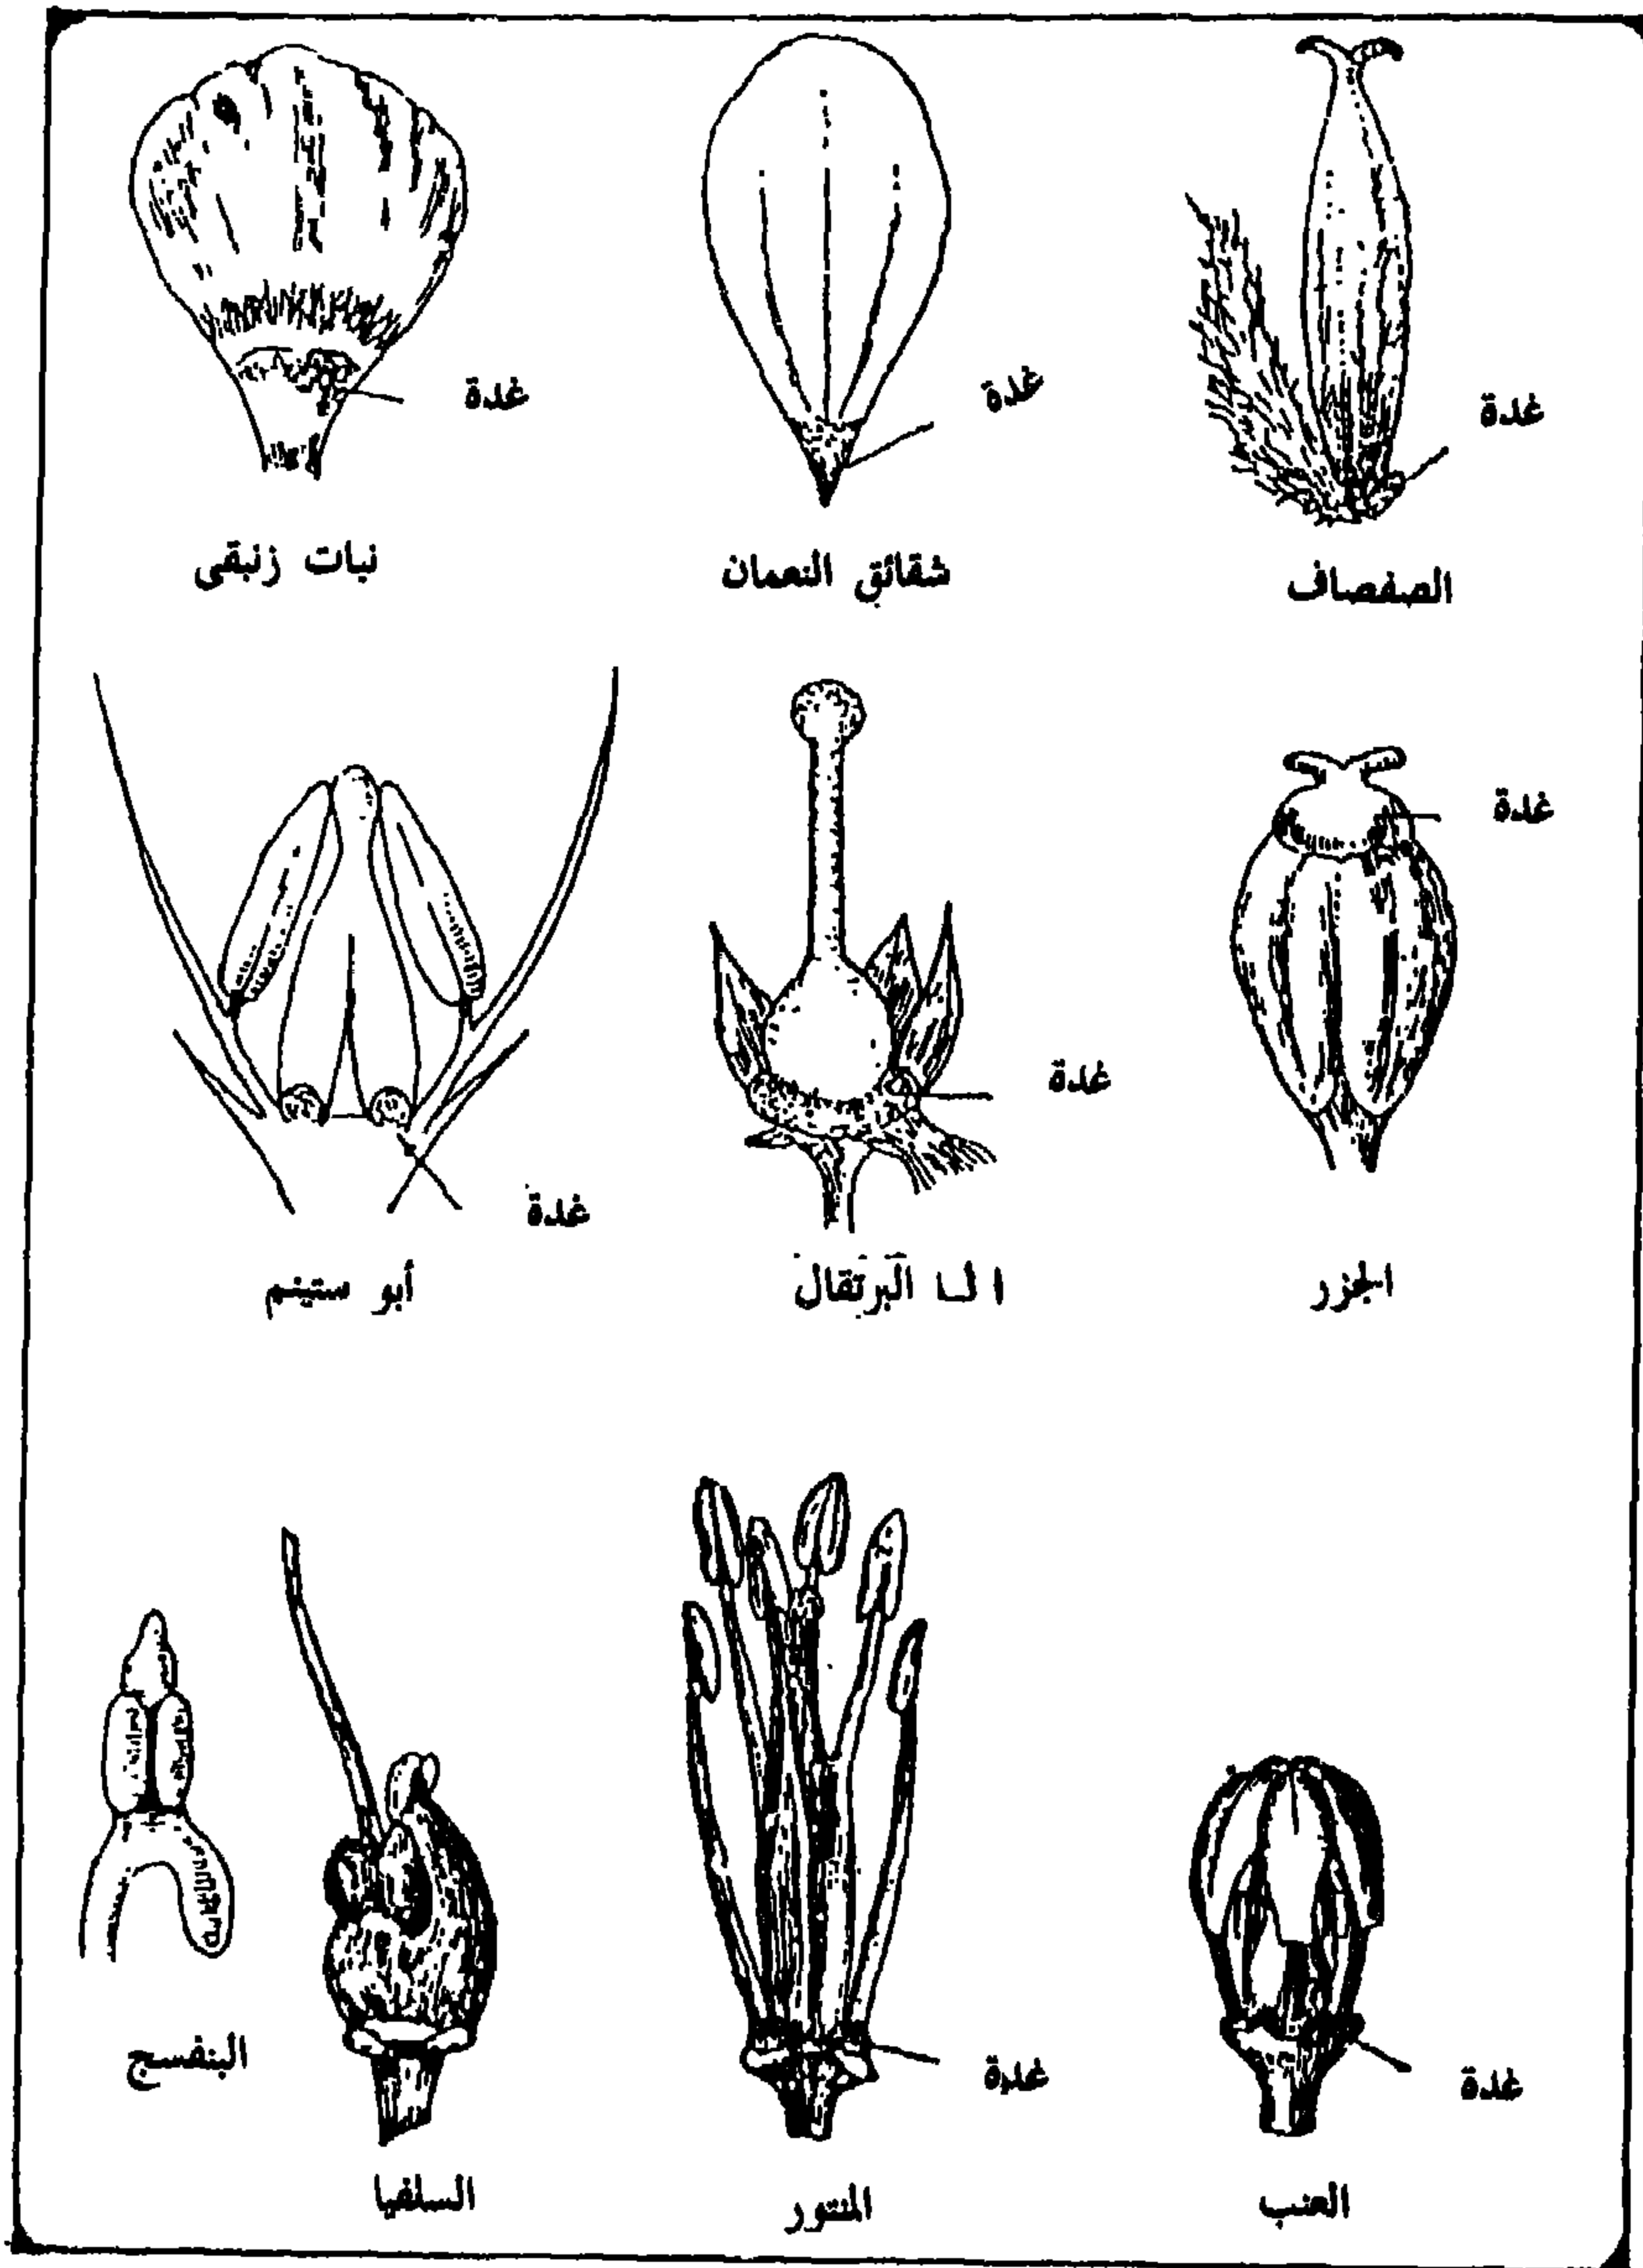 غدة
غدة
غدة
الصفصاف
شقائق النعمان
نبات زنبقى
غدة
غدة
غدة
الجزر
البرتقال
أبو ستينم
غدة
غدة
البنفسج
العنب
المنتور
السلفيا